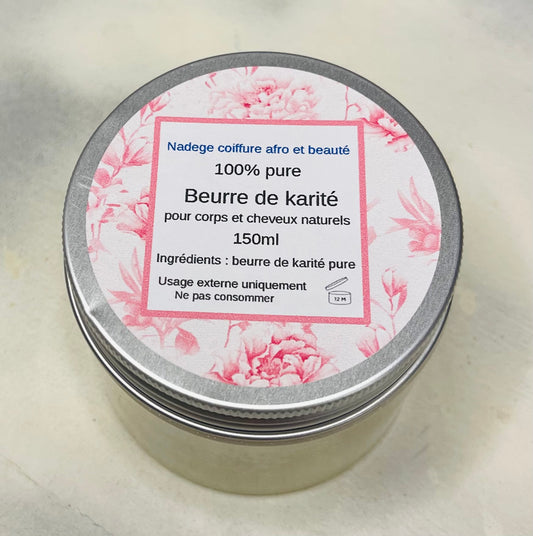 Nadege coiffure afro et beauté
100% pure
Beurre de karité
pour corps et cheveux naturels
150ml
Ingrédients : beurre de karité pure
Usage externe uniquement
Ne pas consommer
12 M